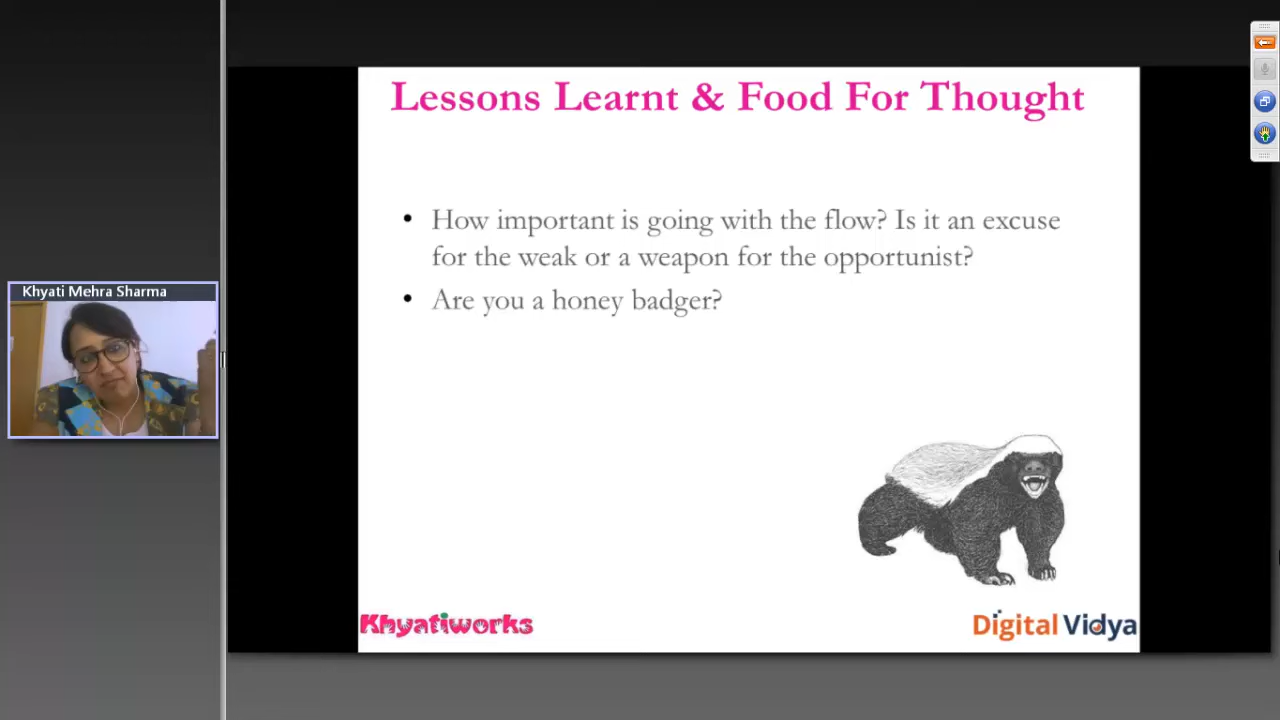 Lessons Learnt & Food For Thought
• How important is going with the flow? Is it an excuse
for the weak or a weapon for the opportunist?
• Are you a honey badger?
Khyati Mehra Sharma
Khyatiworks
Digital Vidya